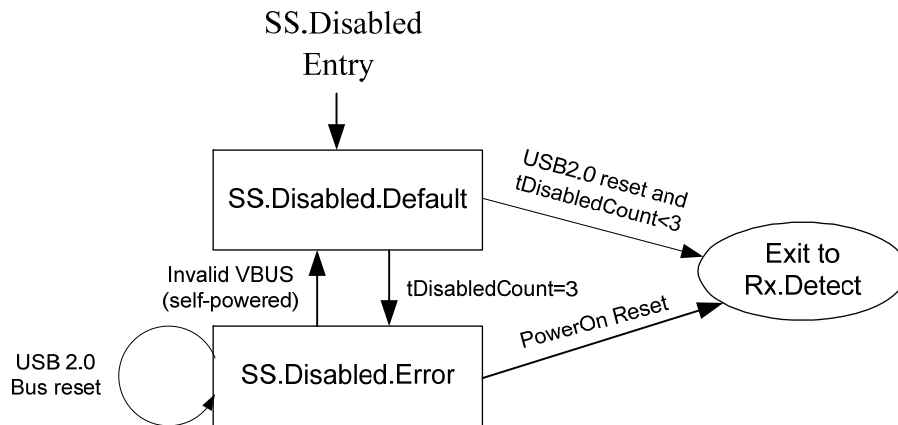 SS.Disabled
Entry
USB2.0 reset and
tDisabledCount<3
SS.Disabled.Default
Exit to
Rx.Detect
Invalid VBUS
(self-powered)
tDisabledCount=3
PowerOn Reset
USB 2.0
Bus reset
SS.Disabled.Error